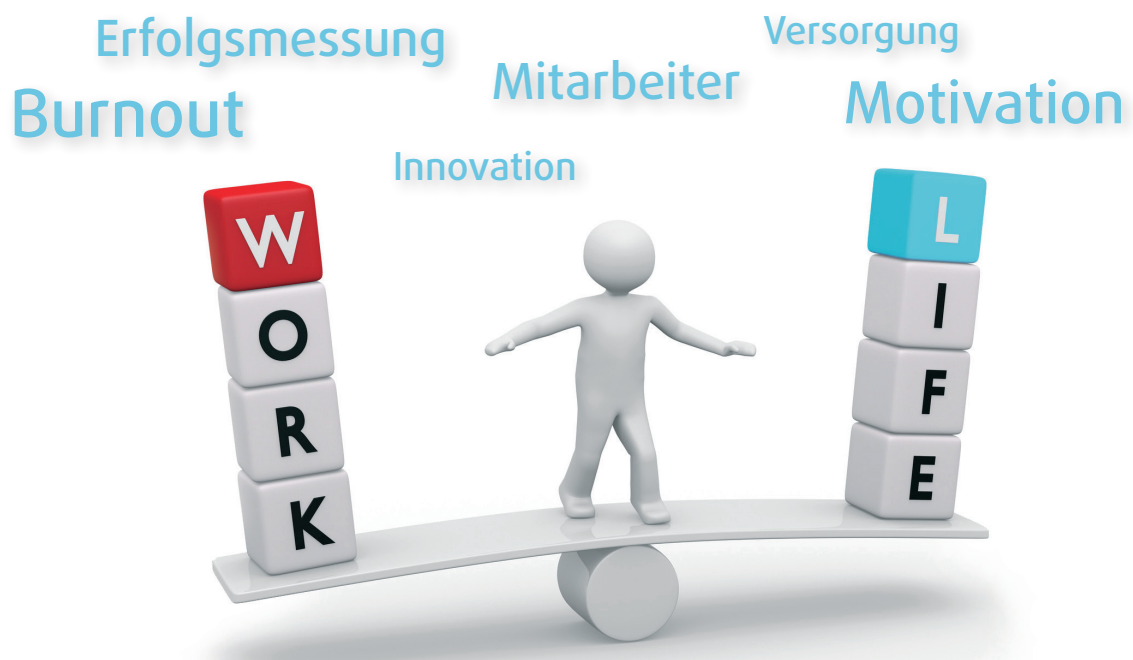 Erfolgsmessung
Versorgung
Mitarbeiter
Burnout
Motivation
Innovation
WORK
LIFE